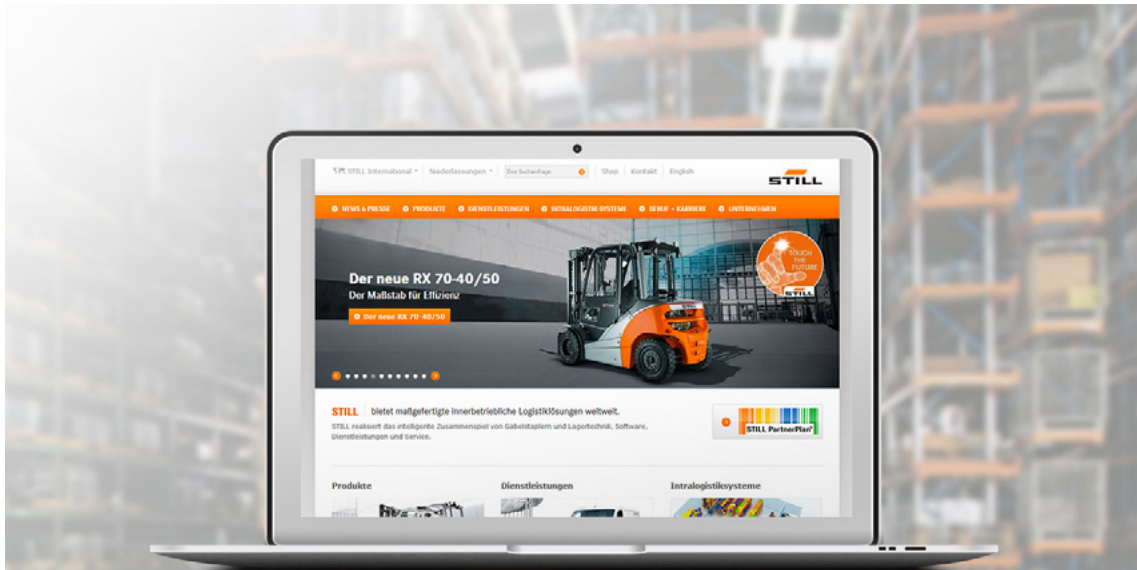 STILL International
Niederlassungen
Ihre Suchanfrage
Shop
Kontakt
English
STILL
NEWS & PRESSE
PRODUKTE
DIENSTLEISTUNGEN
INTRALOGISTIKSYSTEME
BERUF + KARRIERE
UNTERNEHMEN
Der neue RX 70-40/50
Der Maßstab für Effizienz
Der neue RX 70-40/50
TOUCH
THE
FUTURE
STILL
STILL bietet maßgefertigte innerbetriebliche Logistiklösungen weltweit.
STILL realisiert das intelligente Zusammenspiel von Gabelstaplern und Lagertechnik, Software,
Dienstleistungen und Service.
STILL PartnerPlan
Produkte
Dienstleistungen
Intralogistiksysteme